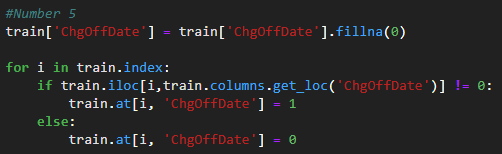 #Number 5
train['ChgOffDate'] = train['ChgOffDate'].fillna(0)
for i in train.index:
    if train.iloc[i,train.columns.get_loc('ChgOffDate')] != 0:
        train.at[i, 'ChgOffDate'] = 1
    else:
        train.at[i, 'ChgOffDate'] = 0